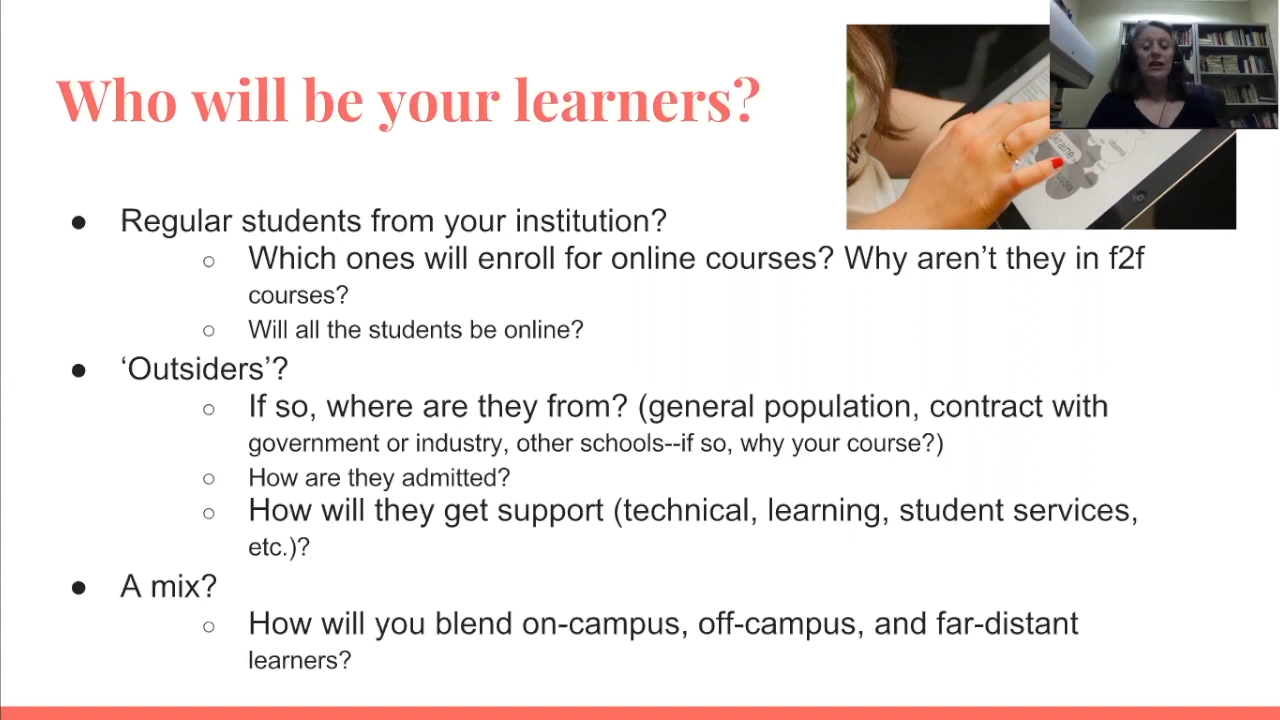 Who will be your learners?
● Regular students from your institution?
○ Which ones will enroll for online courses? Why aren’t they in f2f
courses?
○ Will all the students be online?
● ‘Outsiders’?
○ If so, where are they from? (general population, contract with
government or industry, other schools--if so, why your course?)
○ How are they admitted?
○ How will they get support (technical, learning, student services,
etc.)?
● A mix?
○ How will you blend on-campus, off-campus, and far-distant
learners?